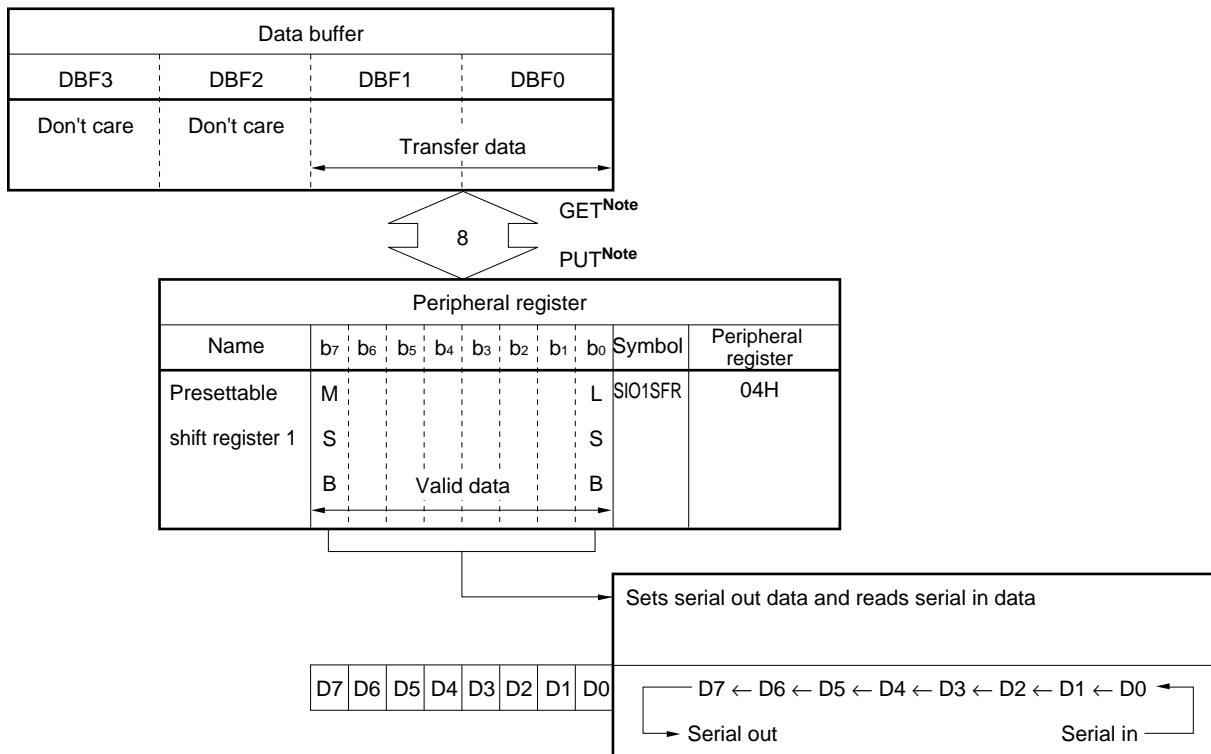 Data buffer
DBF3 DBF2 DBF1 DBF0
Don't care Don't care
Transfer data
GETNote
8
PUTNote
Peripheral register
Name b7 b6 b5 b4 b3 b2 b1 b0 Symbol Peripheral register
Presettable M L SIO1SFR 04H
shift register 1 S S
B Valid data B
Sets serial out data and reads serial in data
D7 D6 D5 D4 D3 D2 D1 D0 D7 ← D6 ← D5 ← D4 ← D3 ← D2 ← D1 ← D0
Serial out Serial in